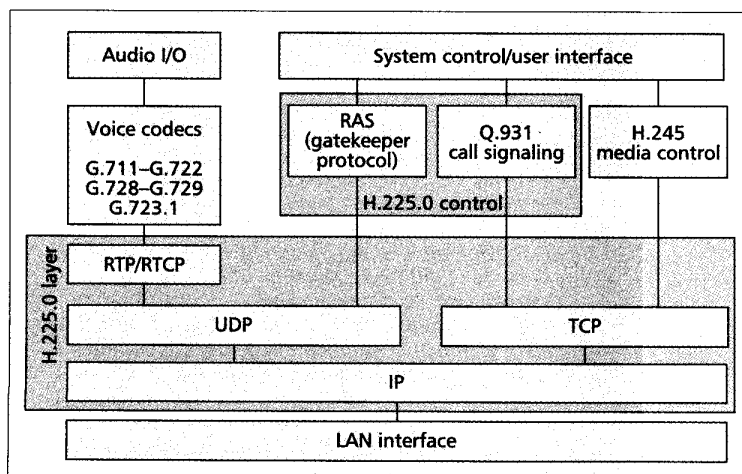 Audio I/O
System control/user interface
Voice codecs
G.711–G.722
G.728–G.729
G.723.1
RAS
(gatekeeper
protocol)
Q.931
call signaling
H.245
media control
H.225.0 control
H.225.0 layer
RTP/RTCP
UDP
TCP
IP
LAN interface